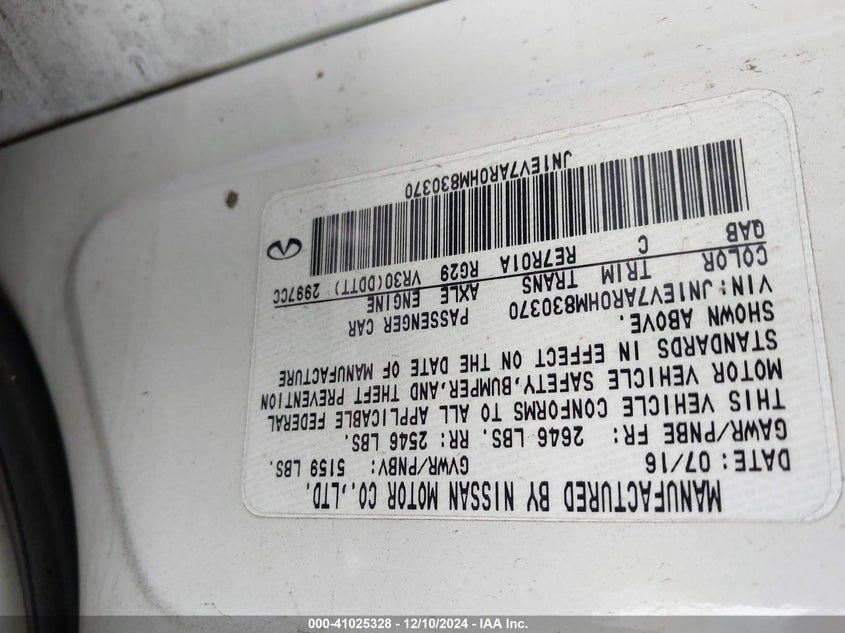 MANUFACTURED BY NISSAN MOTOR CO.,LTD.
DATE: 07/16 GVWR/PNBV: 5159 LBS.
GAWR/PNBE FR: 2646 LBS. RR: 2546 LBS.
THIS VEHICLE CONFORMS TO ALL APPLICABLE FEDERAL
MOTOR VEHICLE SAFETY,BUMPER,AND THEFT PREVENTION
STANDARDS IN EFFECT ON THE DATE OF MANUFACTURE
SHOWN ABOVE.
VIN:JN1EV7AR0HM830370 PASSENGER CAR
COLOR TRIM TRANS AXLE ENGINE
QAB C RE7R01A RG29 VR30(DDTT) 2997CC
JN1EV7AR0HM830370
000-41025328 - 12/10/2024 - IAA Inc.